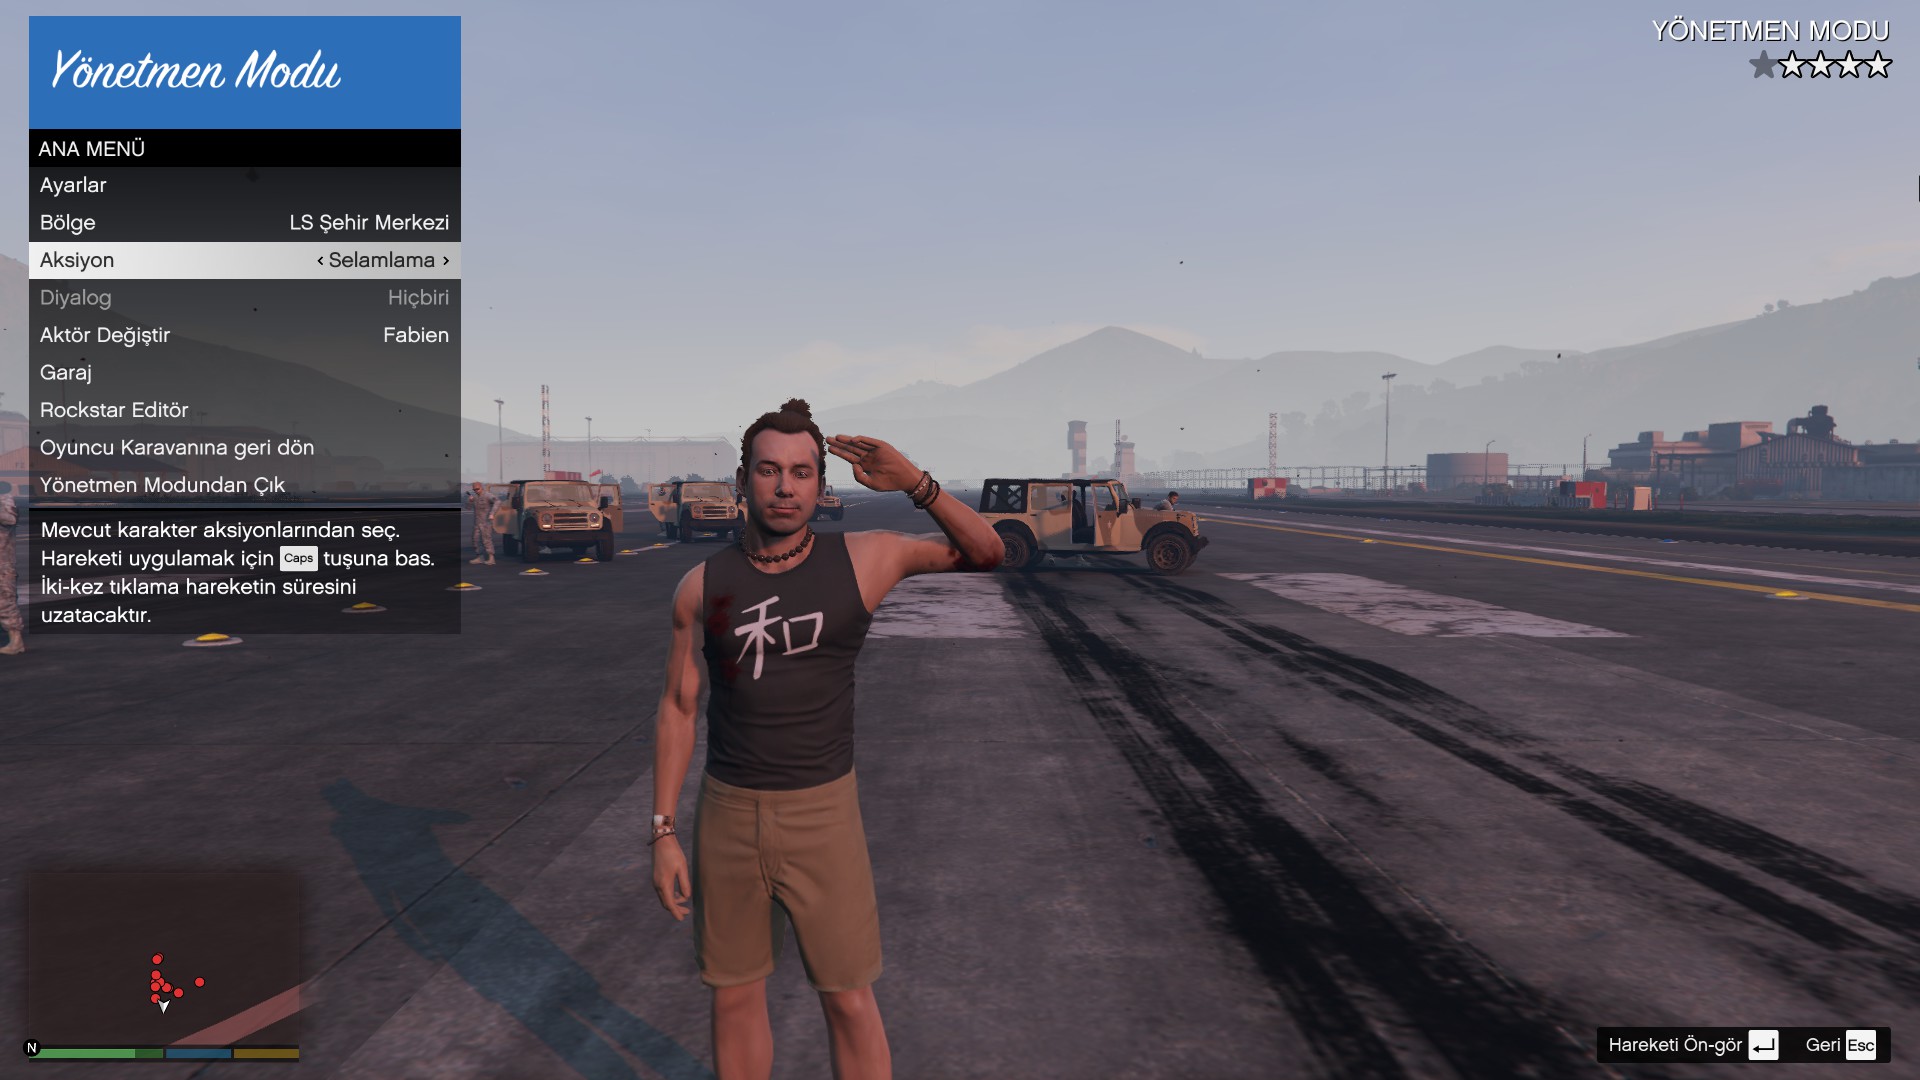 Yönetmen Modu
YÖNETMEN MODU
ANA MENÜ
Ayarlar
Bölge LS Şehir Merkezi
Aksiyon ‹ Selamlama ›
Diyalog Hiçbiri
Aktör Değiştir Fabien
Garaj
Rockstar Editör
Oyuncu Karavanına geri dön
Yönetmen Modundan Çık
Mevcut karakter aksiyonlarından seç.
Hareketi uygulamak için Caps tuşuna bas.
İki-kez tıklama hareketin süresini
uzatacaktır.
和
N
Hareketi Ön-gör Geri Esc